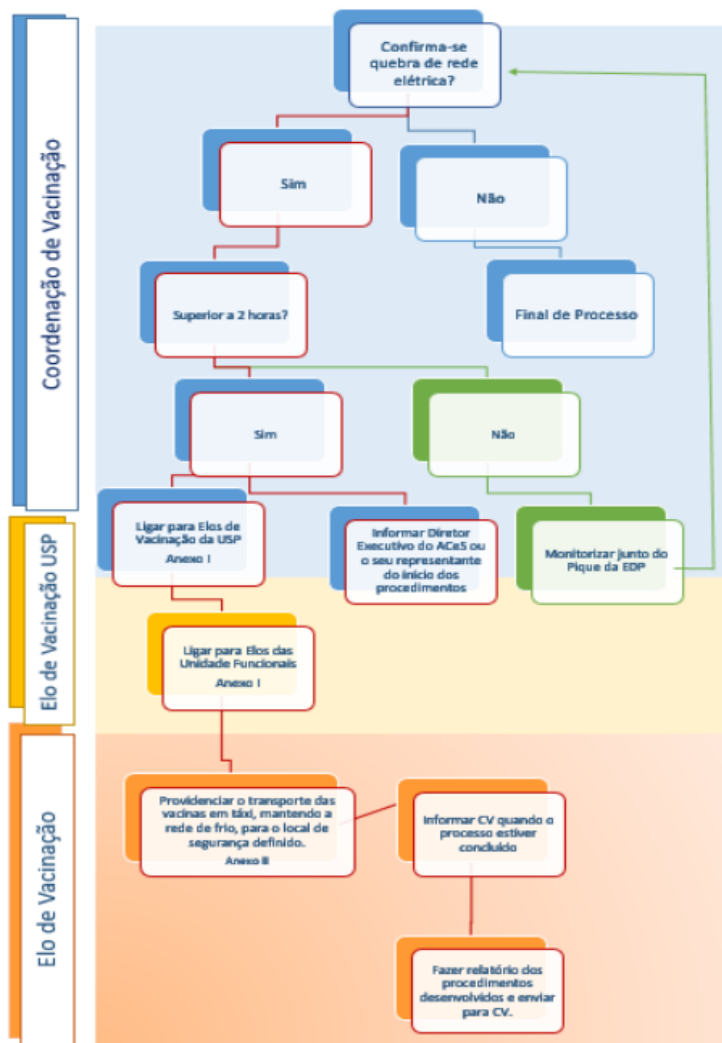 Coordenação de Vacinação
Confirma-se
quebra de rede
elétrica?
Sim
Não
Superior a 2 horas?
Final de Processo
Sim
Não
Ligar para Elos de
Vacinação da USP
Anexo I
Informar Diretor
Executivo do ACeS ou
o seu representante
do início dos
procedimentos
Monitorizar junto do
Pique da EDP
Elo de Vacinação USP
Ligar para Elos das
Unidade Funcionais
Anexo I
Elo de Vacinação
Providenciar o transporte das
vacinas em táxi, mantendo a
rede de frio, para o local de
segurança definido.
Anexo
Informar CV quando o
processo estiver
concluído
Fazer relatório dos
procedimentos
desenvolvidos e enviar
para CV.